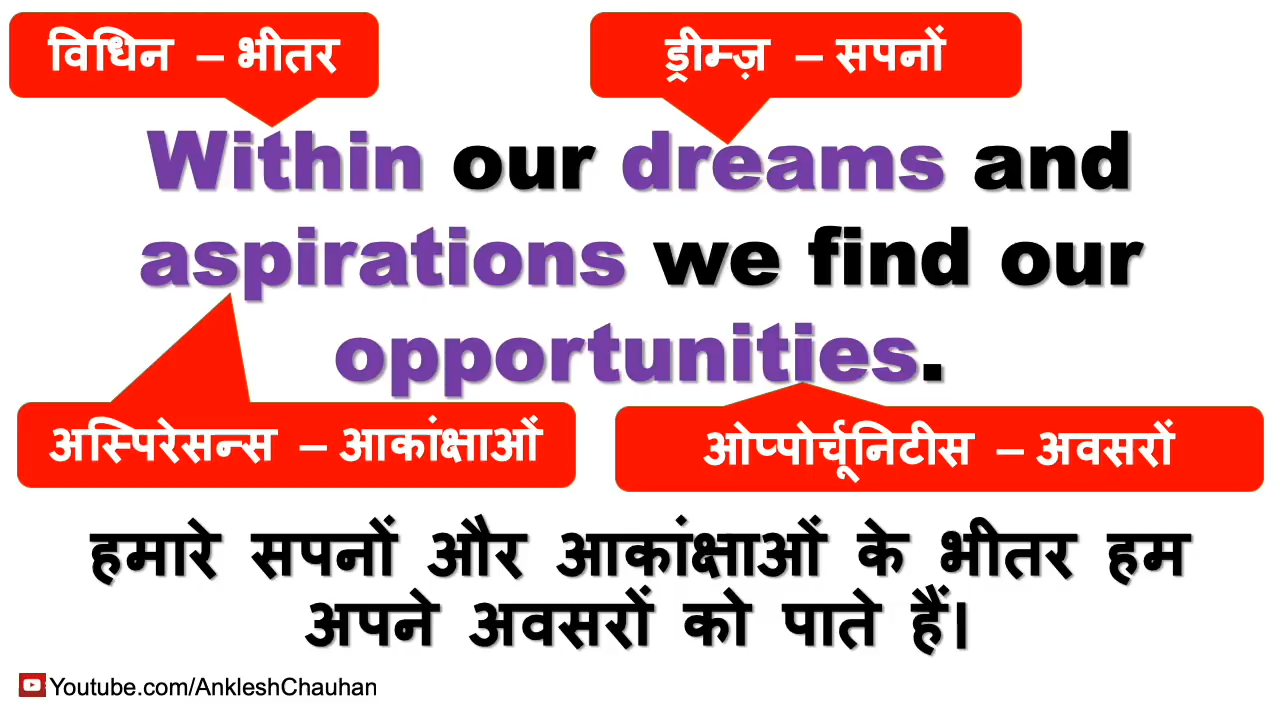 विधिन – भीतर
ड्रीम्ज़ – सपनों
Within our dreams and
aspirations we find our
opportunities.
अस्पिरेसन्स – आकांक्षाओं
ओप्पोर्चूनिटीस – अवसरों
हमारे सपनों और आकांक्षाओं के भीतर हम
अपने अवसरों को पाते हैं।
Youtube.com/AnkleshChauhan